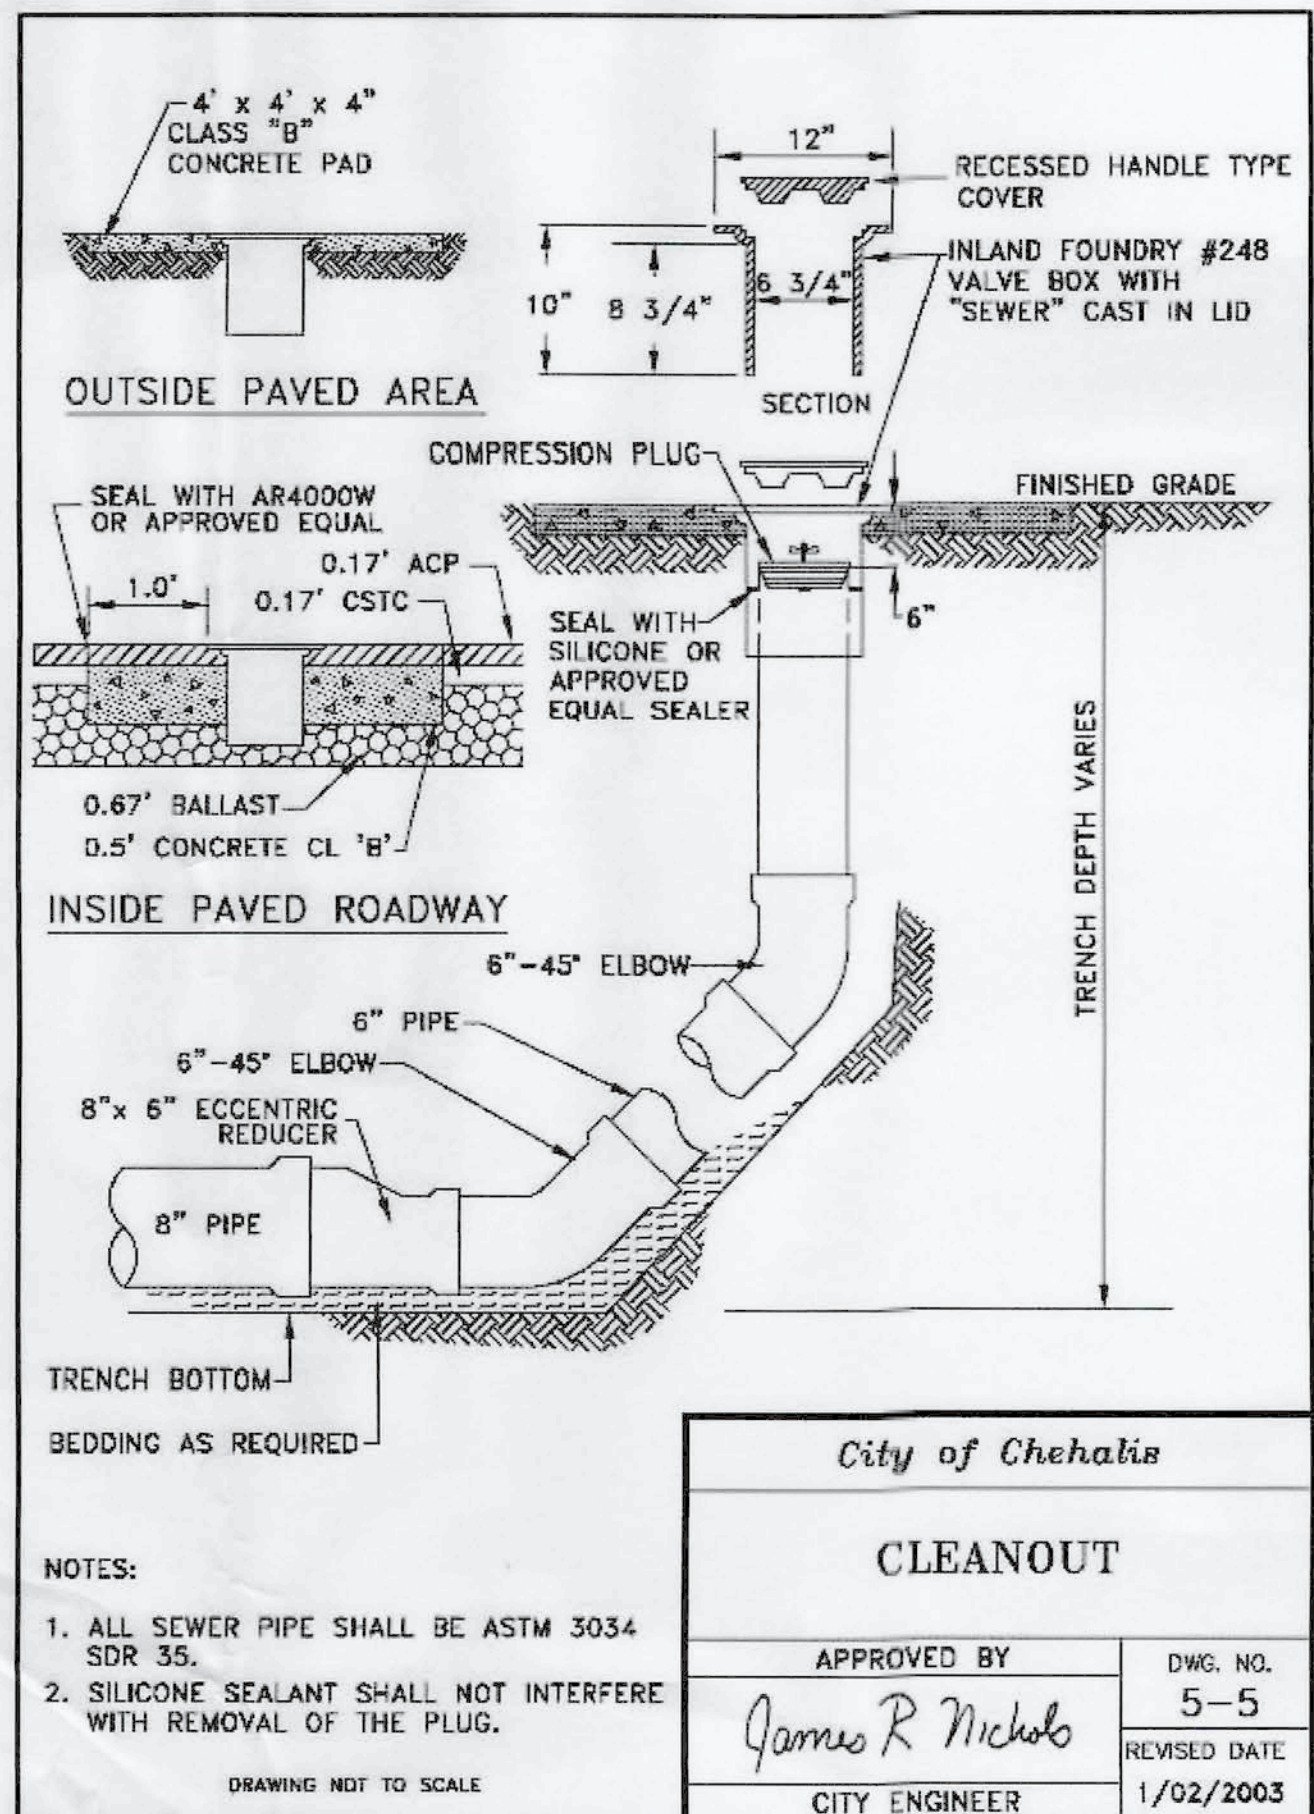 4' x 4' x 4"
CLASS "B"
CONCRETE PAD
OUTSIDE PAVED AREA
12"
RECESSED HANDLE TYPE
COVER
INLAND FOUNDRY #248
VALVE BOX WITH
"SEWER" CAST IN LID
10"
8 3/4"
6 3/4"
SECTION
COMPRESSION PLUG
FINISHED GRADE
SEAL WITH AR4000W
OR APPROVED EQUAL
0.17' ACP
1.0'
0.17' CSTC
SEAL WITH
SILICONE OR
APPROVED
EQUAL SEALER
6"
0.67' BALLAST
0.5' CONCRETE CL 'B'
INSIDE PAVED ROADWAY
TRENCH DEPTH VARIES
6"-45° ELBOW
6" PIPE
6"-45° ELBOW
8"x 6" ECCENTRIC
REDUCER
8" PIPE
TRENCH BOTTOM
BEDDING AS REQUIRED
NOTES:
1. ALL SEWER PIPE SHALL BE ASTM 3034
SDR 35.
2. SILICONE SEALANT SHALL NOT INTERFERE
WITH REMOVAL OF THE PLUG.
DRAWING NOT TO SCALE
City of Chehalis
CLEANOUT
APPROVED BY
James R Nichols
CITY ENGINEER
DWG. NO.
5-5
REVISED DATE
1/02/2003